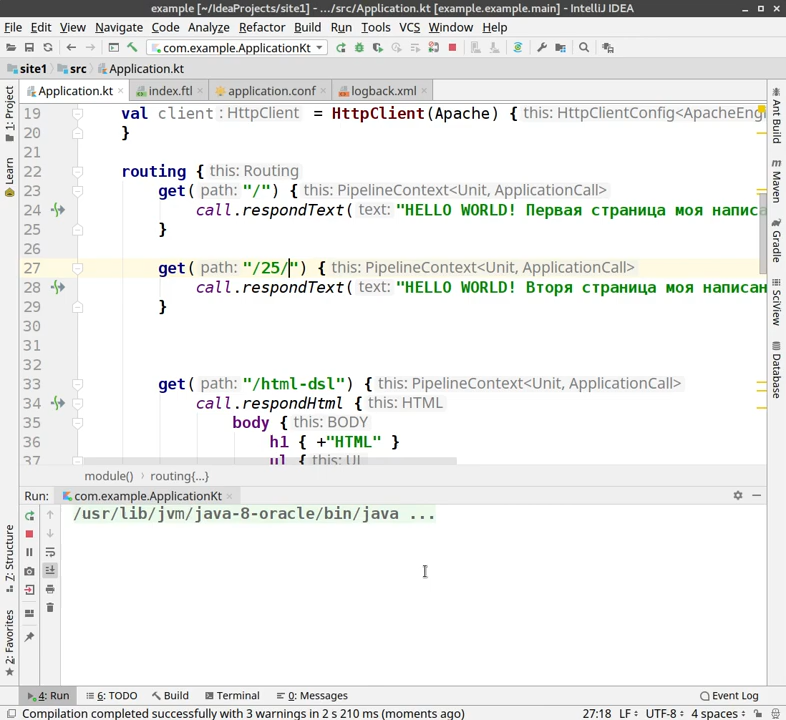 example [~/IdeaProjects/site1] - .../src/Application.kt [example.example.main] - IntelliJ IDEA
File Edit View Navigate Code Analyze Refactor Build Run Tools VCS Window Help
com.example.ApplicationKt
site1 src Application.kt
Application.kt index.ftl application.conf logback.xml
19 val client : HttpClient = HttpClient(Apache) { this: HttpClientConfig<ApacheEng
20 }
21
22 routing { this: Routing
23 get( path: "/") { this: PipelineContext<Unit, ApplicationCall>
24 call.respondText( text: "HELLO WORLD! Первая страница моя написа
25 }
26
27 get( path: "/25/") { this: PipelineContext<Unit, ApplicationCall>
28 call.respondText( text: "HELLO WORLD! Вторя страница моя написан
29 }
30
31
32
33 get( path: "/html-dsl") { this: PipelineContext<Unit, ApplicationCall>
34 call.respondHtml { this: HTML
35 body { this: BODY
36 h1 { +"HTML" }
37 ul { this: UL
module() routing{...}
Run: com.example.ApplicationKt
/usr/lib/jvm/java-8-oracle/bin/java ...
1: Project
Learn
7: Structure
2: Favorites
Ant Build
Maven
Gradle
SciView
Database
4: Run 6: TODO Build Terminal 0: Messages Event Log
Compilation completed successfully with 3 warnings in 2 s 210 ms (moments ago) 27:18 LF UTF-8 4 spaces